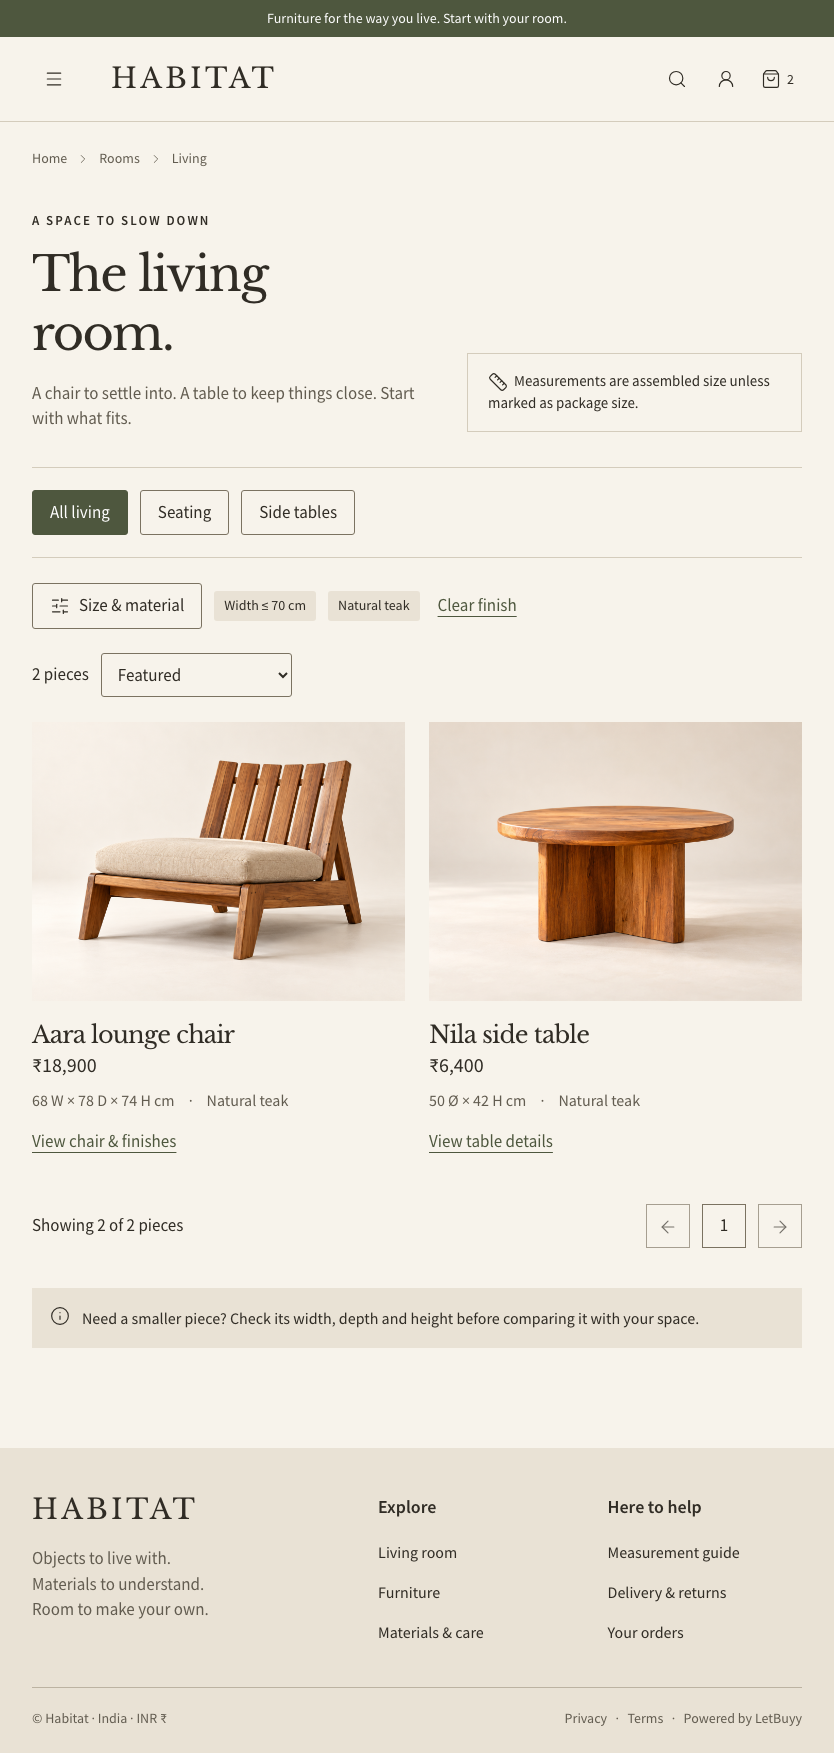 Furniture for the way you live. Start with your room.
HABITAT
2
Home > Rooms > Living
A SPACE TO SLOW DOWN
The living
room.
A chair to settle into. A table to keep things close. Start
with what fits.
Measurements are assembled size unless
marked as package size.
All living
Seating
Side tables
Size & material
Width ≤ 70 cm
Natural teak
Clear finish
2 pieces
Featured
Aara lounge chair
₹18,900
68 W × 78 D × 74 H cm · Natural teak
View chair & finishes
Nila side table
₹6,400
50 Ø × 42 H cm · Natural teak
View table details
Showing 2 of 2 pieces
1
Need a smaller piece? Check its width, depth and height before comparing it with your space.
HABITAT
Objects to live with.
Materials to understand.
Room to make your own.
Explore
Living room
Furniture
Materials & care
Here to help
Measurement guide
Delivery & returns
Your orders
© Habitat · India · INR ₹
Privacy · Terms · Powered by LetBuyy